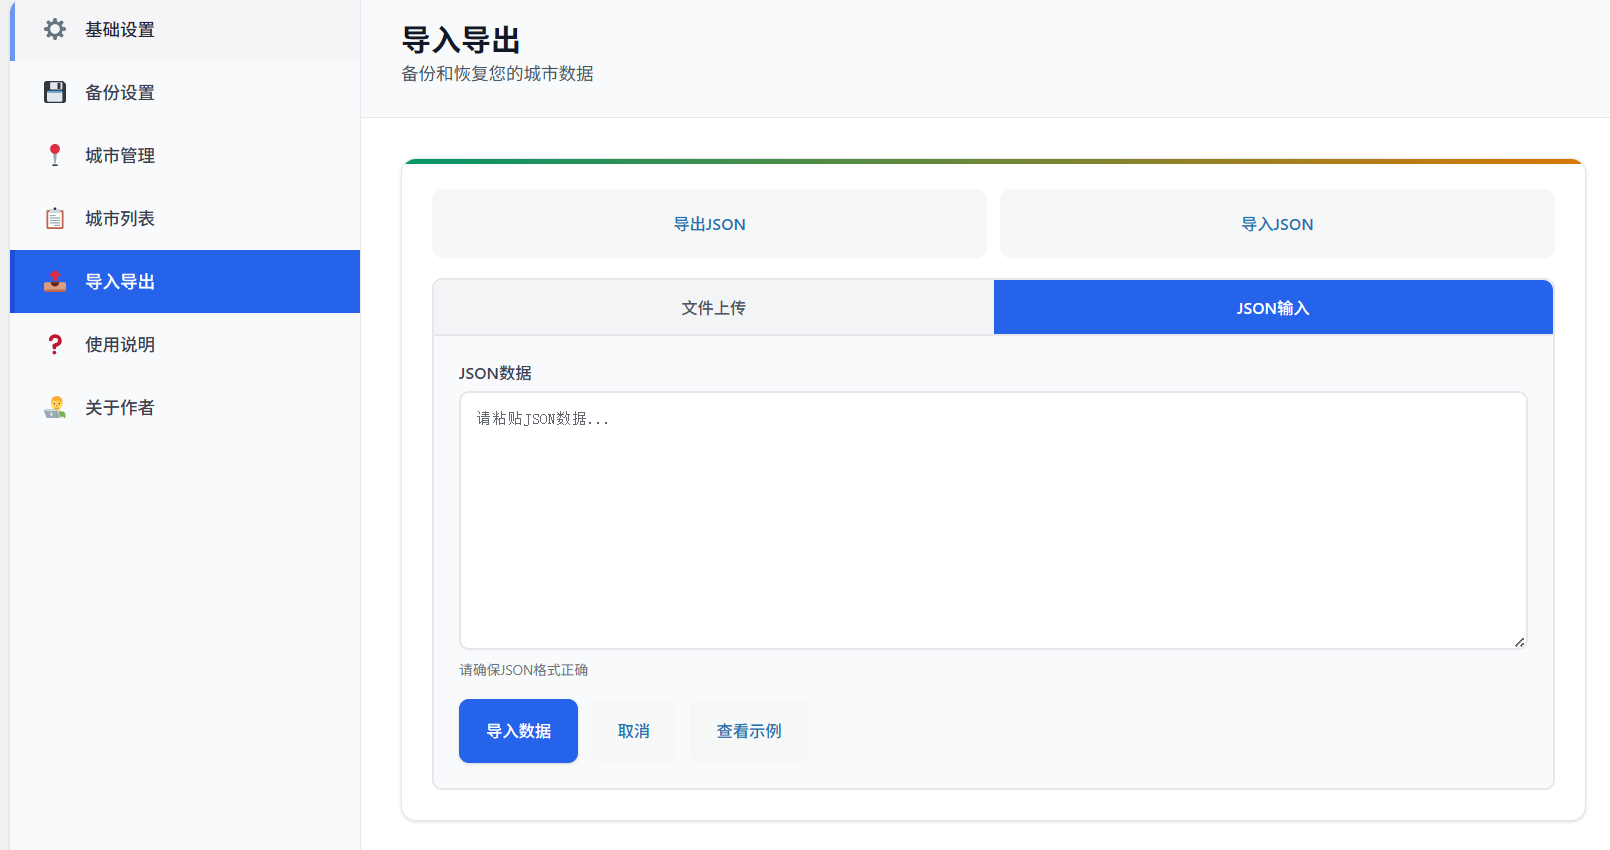 基础设置
备份设置
城市管理
城市列表
导入导出
使用说明
关于作者
导入导出
备份和恢复您的城市数据
导出JSON
导入JSON
文件上传
JSON输入
JSON数据
请粘贴JSON数据...
请确保JSON格式正确
导入数据
取消
查看示例